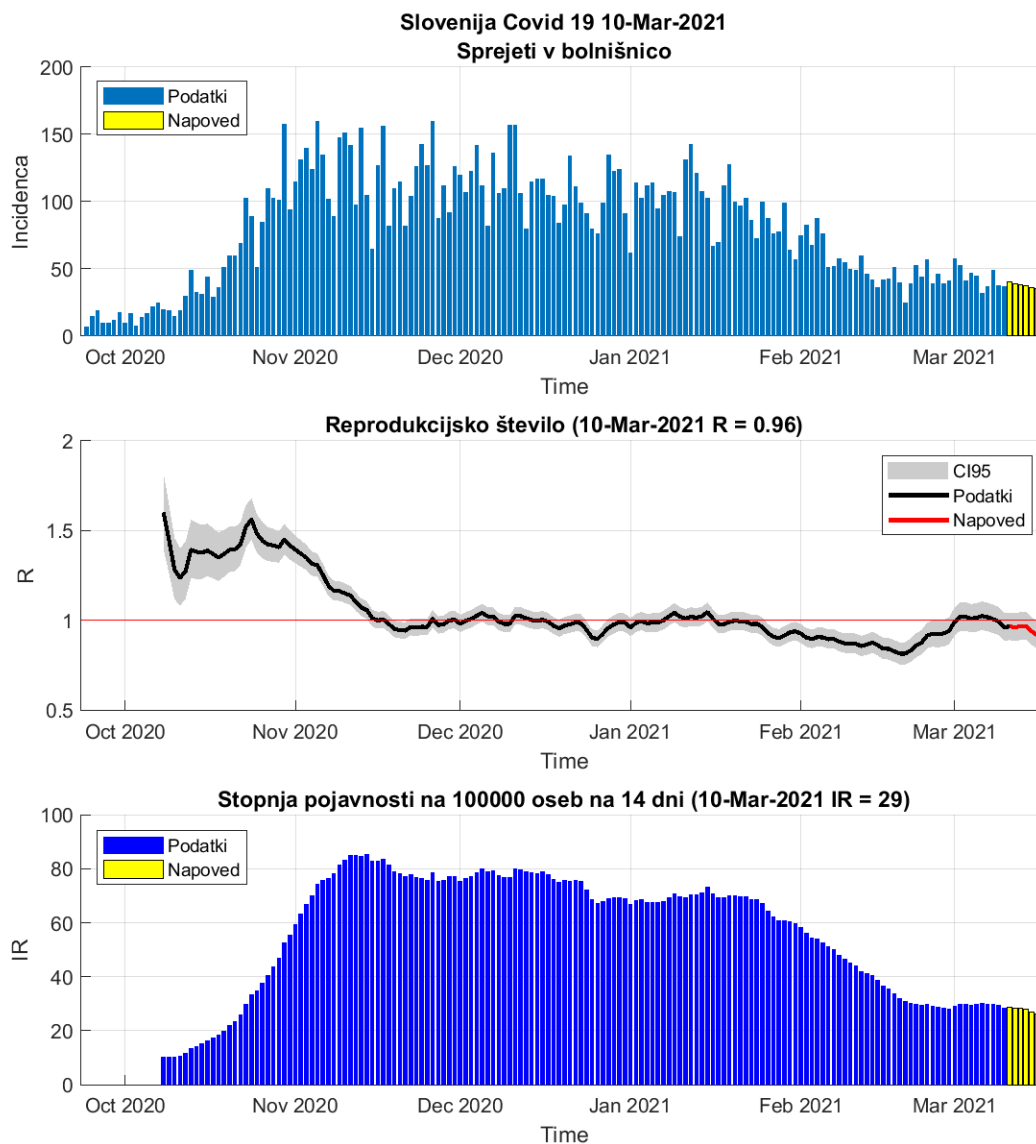 Slovenija Covid 19 10-Mar-2021
Sprejeti v bolnišnico
200
150
100
50
0
Incidenca
Podatki
Napoved
Oct 2020 Nov 2020 Dec 2020 Jan 2021 Feb 2021 Mar 2021
Time
Reprodukcijsko število (10-Mar-2021 R = 0.96)
2
1.5
1
0.5
R
CI95
Podatki
Napoved
Oct 2020 Nov 2020 Dec 2020 Jan 2021 Feb 2021 Mar 2021
Time
Stopnja pojavnosti na 100000 oseb na 14 dni (10-Mar-2021 IR = 29)
100
80
60
40
20
0
IR
Podatki
Napoved
Oct 2020 Nov 2020 Dec 2020 Jan 2021 Feb 2021 Mar 2021
Time